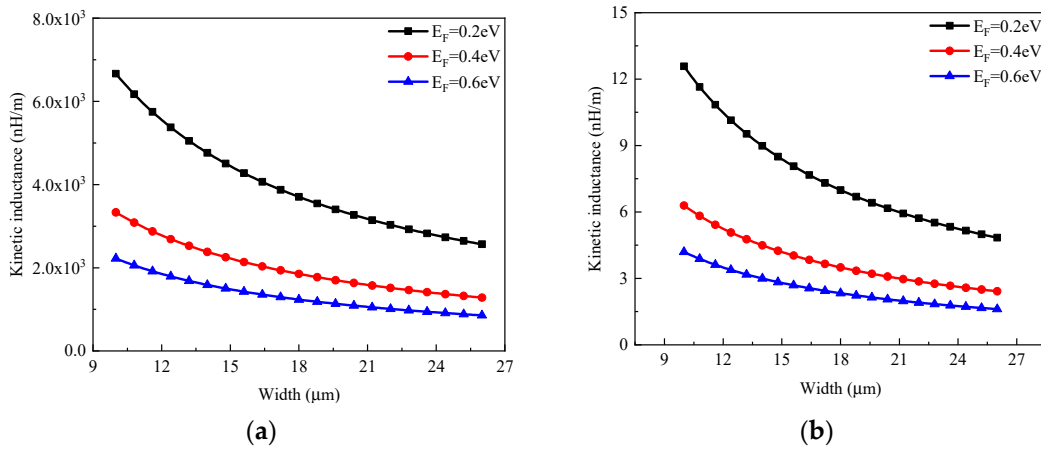 8.0x10³
6.0x10³
4.0x10³
2.0x10³
0.0
Kinetic inductance (nH/m)
E_F=0.2eV
E_F=0.4eV
E_F=0.6eV
9 12 15 18 21 24 27
Width (μm)
(a)
15
12
9
6
3
0
Kinetic inductance (nH/m)
E_F=0.2eV
E_F=0.4eV
E_F=0.6eV
9 12 15 18 21 24 27
Width (μm)
(b)